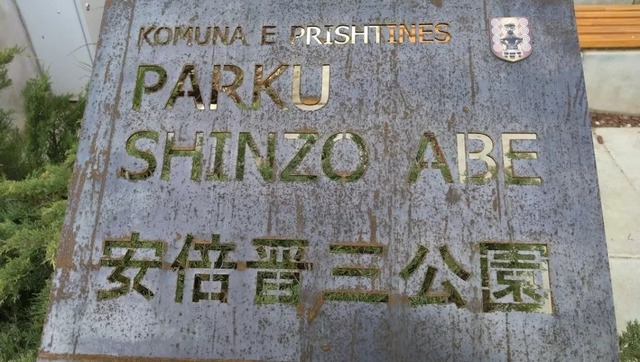 KOMUNA E PRISHTINES
PARKU
SHINZO ABE
安倍晋三公園